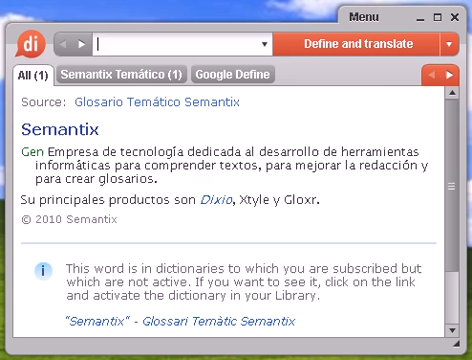 Menu
di
Define and translate
All (1)
Semantix Temático (1)
Google Define
Source: Glosario Temático Semantix
Semantix
Gen Empresa de tecnología dedicada al desarrollo de herramientas
informáticas para comprender textos, para mejorar la redacción y
para crear glosarios.
Su principales productos son Dixio, Xtyle y Gloxr.
© 2010 Semantix
i
This word is in dictionaries to which you are subscribed but
which are not active. If you want to see it, click on the link
and activate the dictionary in your Library.
"Semantix" - Glossari Temàtic Semantix